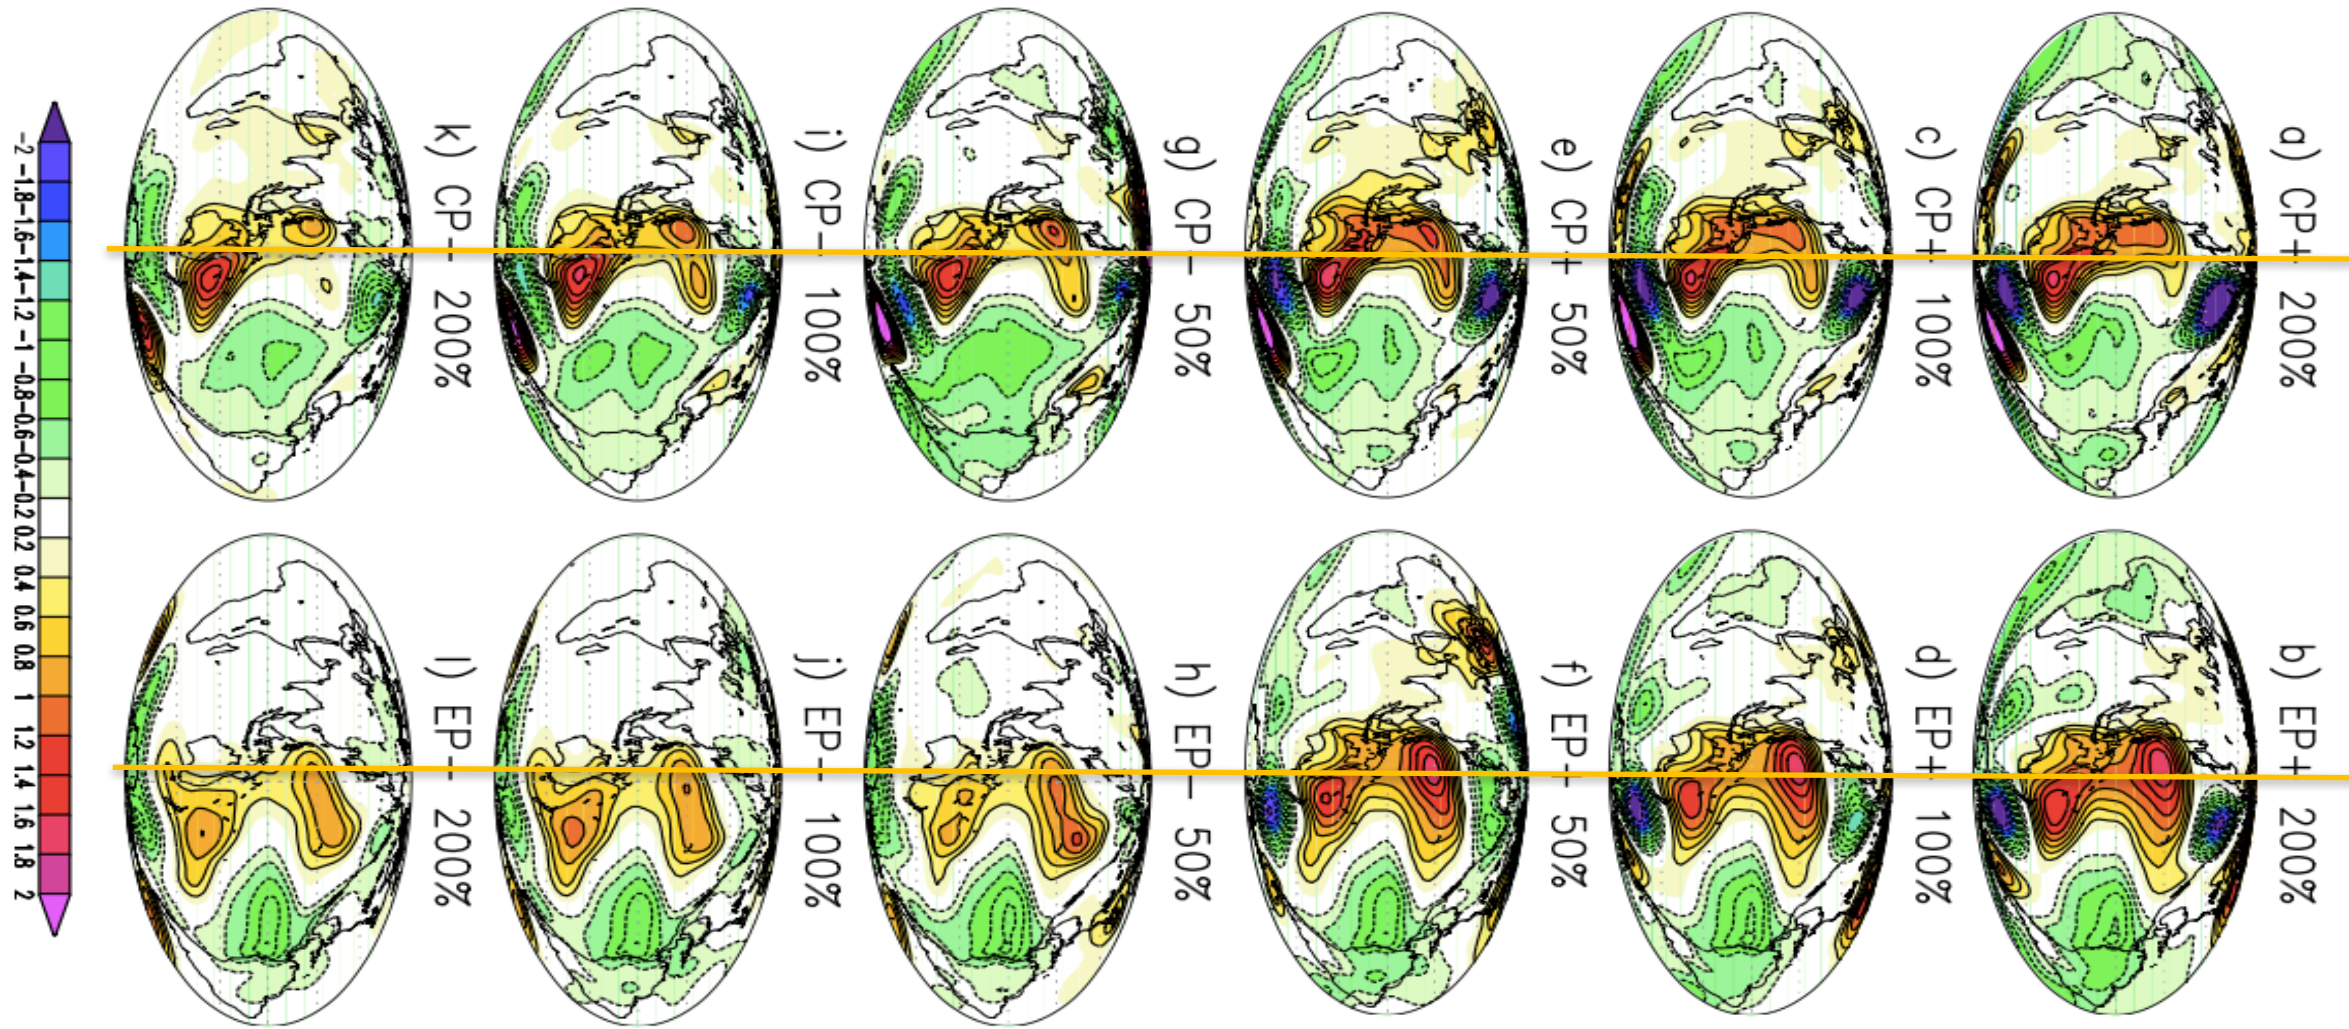 a) CP+ 200%
b) EP+ 200%
c) CP+ 100%
d) EP+ 100%
e) CP+ 50%
f) EP+ 50%
g) CP- 50%
h) EP- 50%
i) CP- 100%
j) EP- 100%
k) CP- 200%
l) EP- 200%
-2 -1.8 -1.6 -1.4 -1.2 -1 -0.8 -0.6 -0.4 -0.2 0.2 0.4 0.6 0.8 1 1.2 1.4 1.6 1.8 2